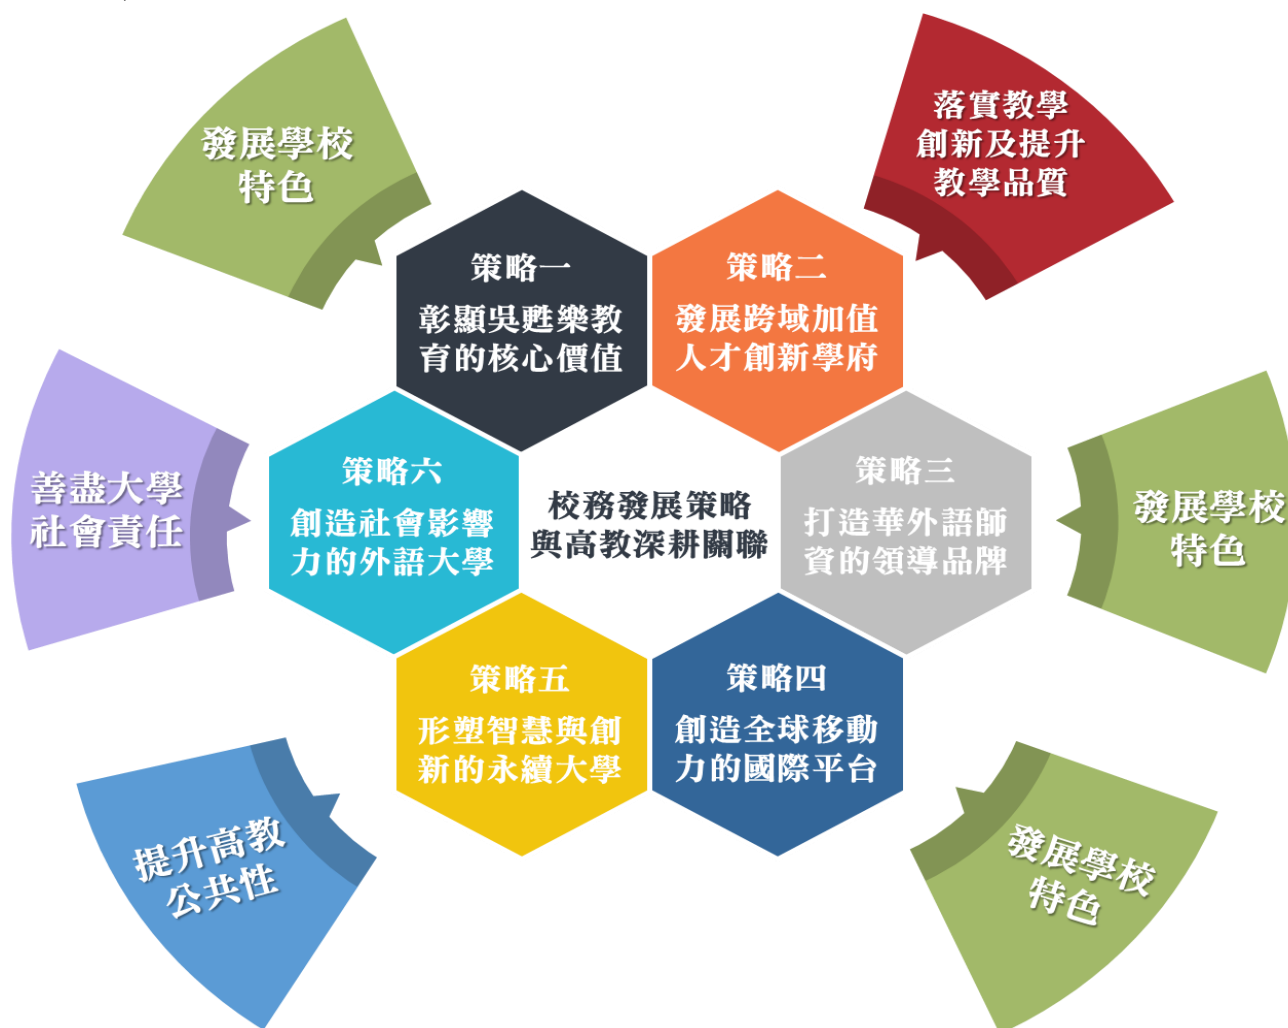 發展學校
特色
落實教學
創新及提升
教學品質
策略一
彰顯吳甦樂教
育的核心價值
策略二
發展跨域加值
人才創新學府
善盡大學
社會責任
策略六
創造社會影響
力的外語大學
校務發展策略
與高教深耕關聯
策略三
打造華外語師
資的領導品牌
發展學校
特色
策略五
形塑智慧與創
新的永續大學
策略四
創造全球移動
力的國際平台
提升高教
公共性
發展學校
特色